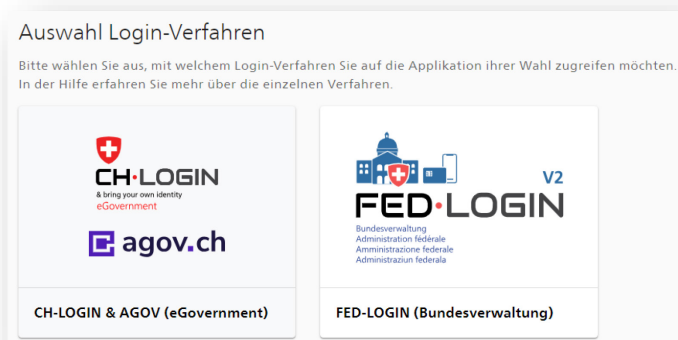 Auswahl Login-Verfahren
Bitte wählen Sie aus, mit welchem Login-Verfahren Sie auf die Applikation ihrer Wahl zugreifen möchten.
In der Hilfe erfahren Sie mehr über die einzelnen Verfahren.
CH·LOGIN
& bring your own identity
eGovernment
agov.ch
CH-LOGIN & AGOV (eGovernment)
V2
FED·LOGIN
Bundesverwaltung
Administration fédérale
Amministrazione federale
Administraziun federala
FED-LOGIN (Bundesverwaltung)